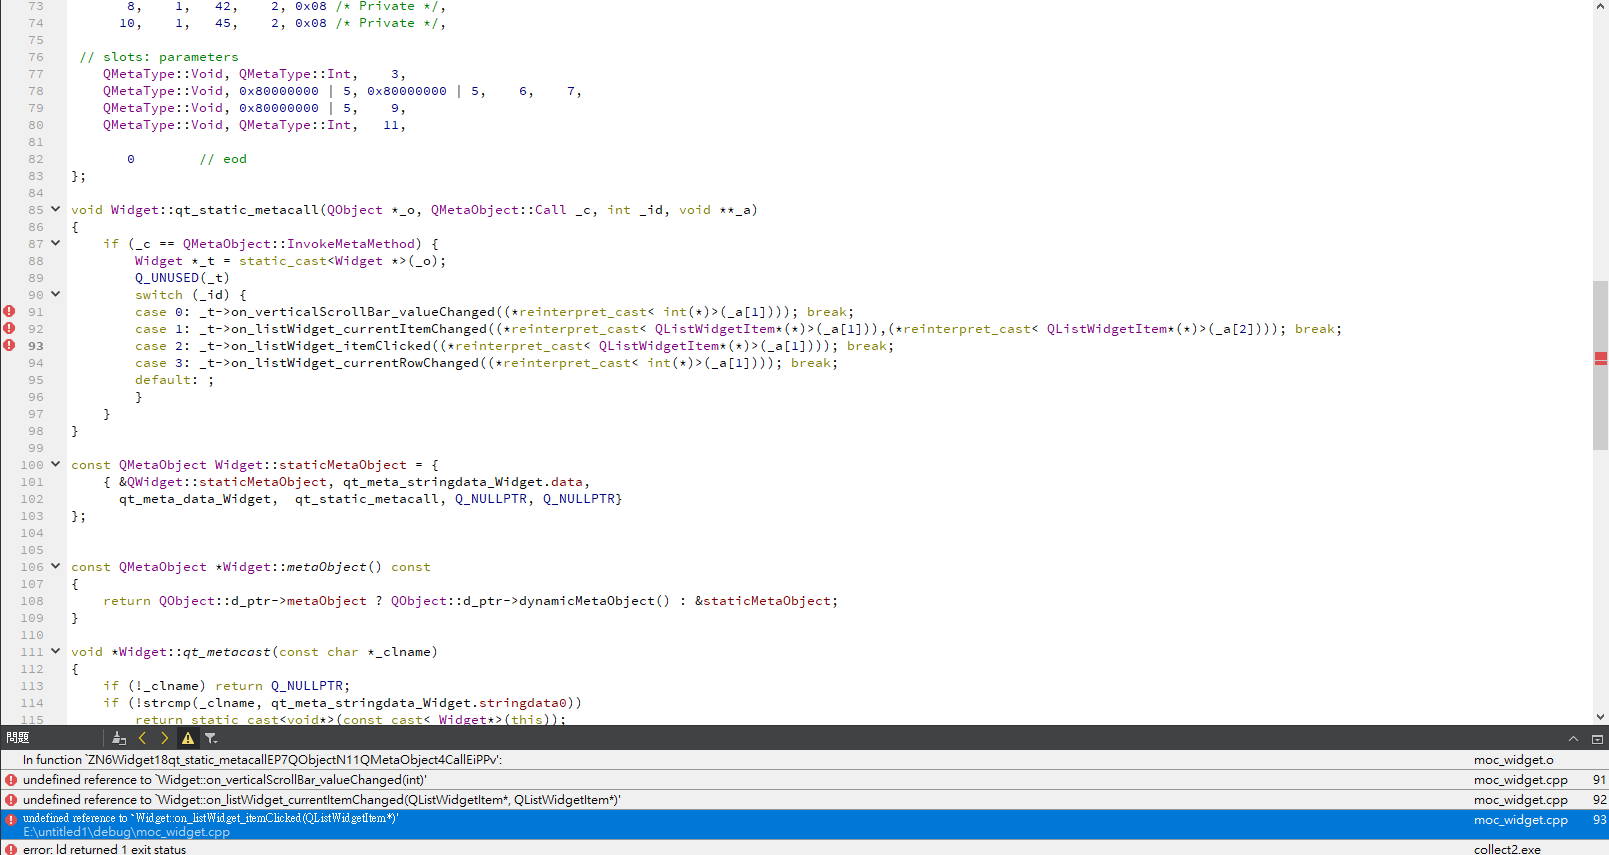 73 8, 1, 42, 2, 0x08 /* Private */,
74 10, 1, 45, 2, 0x08 /* Private */,
75
76 // slots: parameters
77 QMetaType::Void, QMetaType::Int, 3,
78 QMetaType::Void, 0x80000000 | 5, 0x80000000 | 5, 6, 7,
79 QMetaType::Void, 0x80000000 | 5, 9,
80 QMetaType::Void, QMetaType::Int, 11,
81
82 0 // eod
83 };
84
85 void Widget::qt_static_metacall(QObject *_o, QMetaObject::Call _c, int _id, void **_a)
86 {
87 if (_c == QMetaObject::InvokeMetaMethod) {
88 Widget *_t = static_cast<Widget *>(_o);
89 Q_UNUSED(_t)
90 switch (_id) {
91 case 0: _t->on_verticalScrollBar_valueChanged((*reinterpret_cast< int(*)>(_a[1]))); break;
92 case 1: _t->on_listWidget_currentItemChanged((*reinterpret_cast< QListWidgetItem*(*)>(_a[1])),(*reinterpret_cast< QListWidgetItem*(*)>(_a[2]))); break;
93 case 2: _t->on_listWidget_itemClicked((*reinterpret_cast< QListWidgetItem*(*)>(_a[1]))); break;
94 case 3: _t->on_listWidget_currentRowChanged((*reinterpret_cast< int(*)>(_a[1]))); break;
95 default: ;
96 }
97 }
98 }
99
100 const QMetaObject Widget::staticMetaObject = {
101 { &QWidget::staticMetaObject, qt_meta_stringdata_Widget.data,
102 qt_meta_data_Widget, qt_static_metacall, Q_NULLPTR, Q_NULLPTR}
103 };
104
105
106 const QMetaObject *Widget::metaObject() const
107 {
108 return QObject::d_ptr->metaObject ? QObject::d_ptr->dynamicMetaObject() : &staticMetaObject;
109 }
110
111 void *Widget::qt_metacast(const char *_clname)
112 {
113 if (!_clname) return Q_NULLPTR;
114 if (!strcmp(_clname, qt_meta_stringdata_Widget.stringdata0))
115 return static_cast<void*>(const_cast< Widget*>(this));
問題
In function `ZN6Widget18qt_static_metacallEP7QObjectN11QMetaObject4CallEiPPv': moc_widget.o
undefined reference to `Widget::on_verticalScrollBar_valueChanged(int)' moc_widget.cpp 91
undefined reference to `Widget::on_listWidget_currentItemChanged(QListWidgetItem*, QListWidgetItem*)' moc_widget.cpp 92
undefined reference to `Widget::on_listWidget_itemClicked(QListWidgetItem*)' moc_widget.cpp 93
E:\untitled1\debug\moc_widget.cpp
error: ld returned 1 exit status collect2.exe